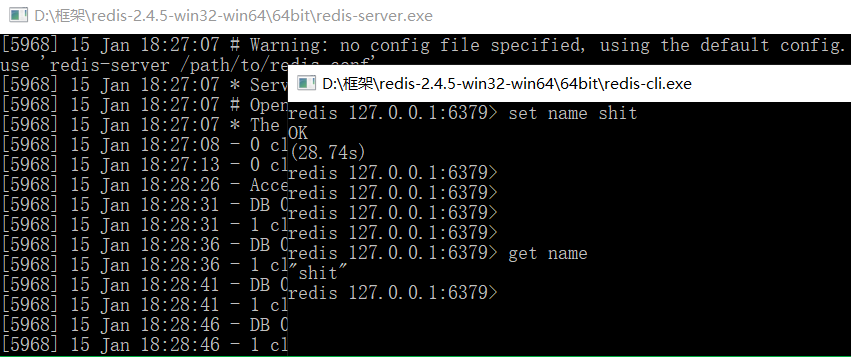 D:\框架\redis-2.4.5-win32-win64\64bit\redis-server.exe
[5968] 15 Jan 18:27:07 # Warning: no config file specified, using the default config.
use 'redis-server /path/to/redis.conf'
[5968] 15 Jan 18:27:07 * Serv
[5968] 15 Jan 18:27:07 # Open
[5968] 15 Jan 18:27:07 * The
[5968] 15 Jan 18:27:08 - 0 cl
[5968] 15 Jan 18:27:13 - 0 cl
[5968] 15 Jan 18:28:26 - Acce
[5968] 15 Jan 18:28:31 - DB 0
[5968] 15 Jan 18:28:31 - 1 cl
[5968] 15 Jan 18:28:36 - DB 0
[5968] 15 Jan 18:28:36 - 1 cl
[5968] 15 Jan 18:28:41 - DB 0
[5968] 15 Jan 18:28:41 - 1 cl
[5968] 15 Jan 18:28:46 - DB 0
[5968] 15 Jan 18:28:46 - 1 cl
D:\框架\redis-2.4.5-win32-win64\64bit\redis-cli.exe
redis 127.0.0.1:6379> set name shit
OK
(28.74s)
redis 127.0.0.1:6379>
redis 127.0.0.1:6379>
redis 127.0.0.1:6379>
redis 127.0.0.1:6379>
redis 127.0.0.1:6379> get name
"shit"
redis 127.0.0.1:6379>